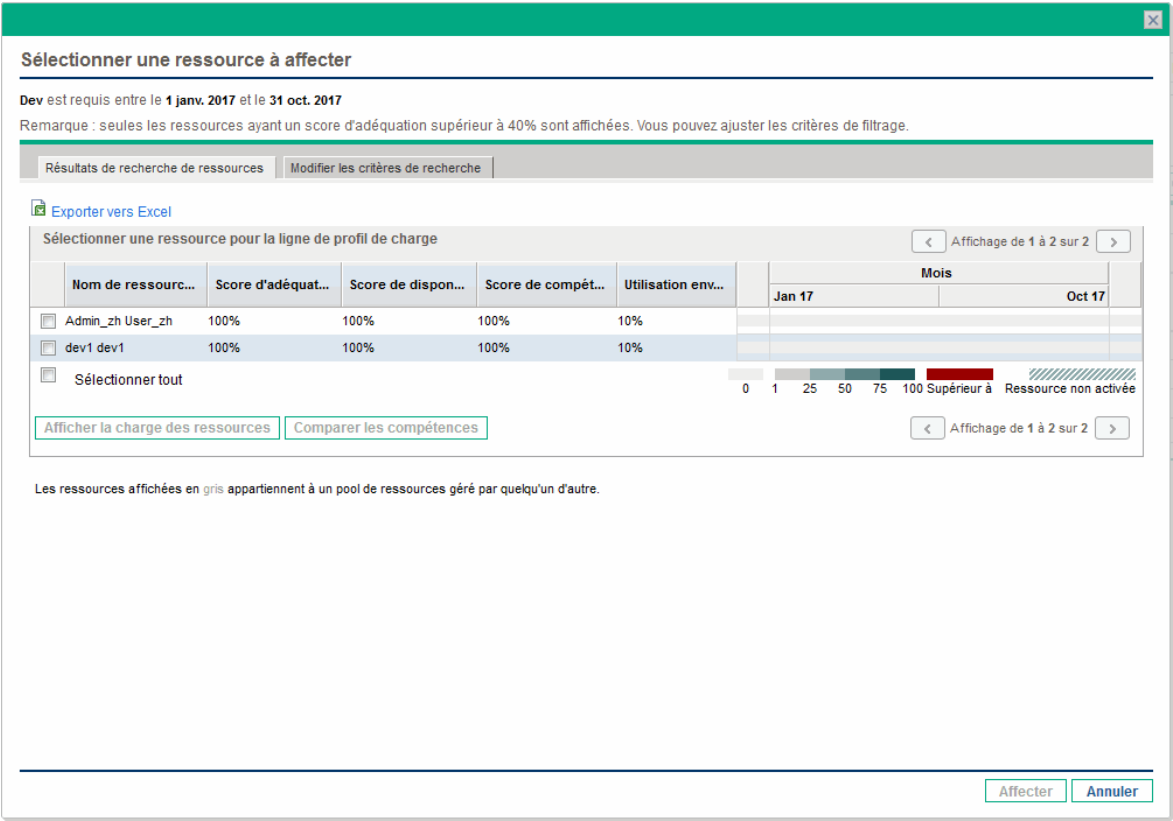 Sélectionner une ressource à affecter
Dev est requis entre le 1 janv. 2017 et le 31 oct. 2017
Remarque : seules les ressources ayant un score d'adéquation supérieur à 40% sont affichées. Vous pouvez ajuster les critères de filtrage.
Résultats de recherche de ressources Modifier les critères de recherche
Exporter vers Excel
Sélectionner une ressource pour la ligne de profil de charge Affichage de 1 à 2 sur 2
Mois
Nom de ressourc... Score d'adéquat... Score de dispon... Score de compét... Utilisation env...
Jan 17 Oct 17
Admin_zh User_zh 100% 100% 100% 10%
dev1 dev1 100% 100% 100% 10%
Sélectionner tout
0 1 25 50 75 100 Supérieur à Ressource non activée
Afficher la charge des ressources Comparer les compétences Affichage de 1 à 2 sur 2
Les ressources affichées en gris appartiennent à un pool de ressources géré par quelqu'un d'autre.
Affecter Annuler